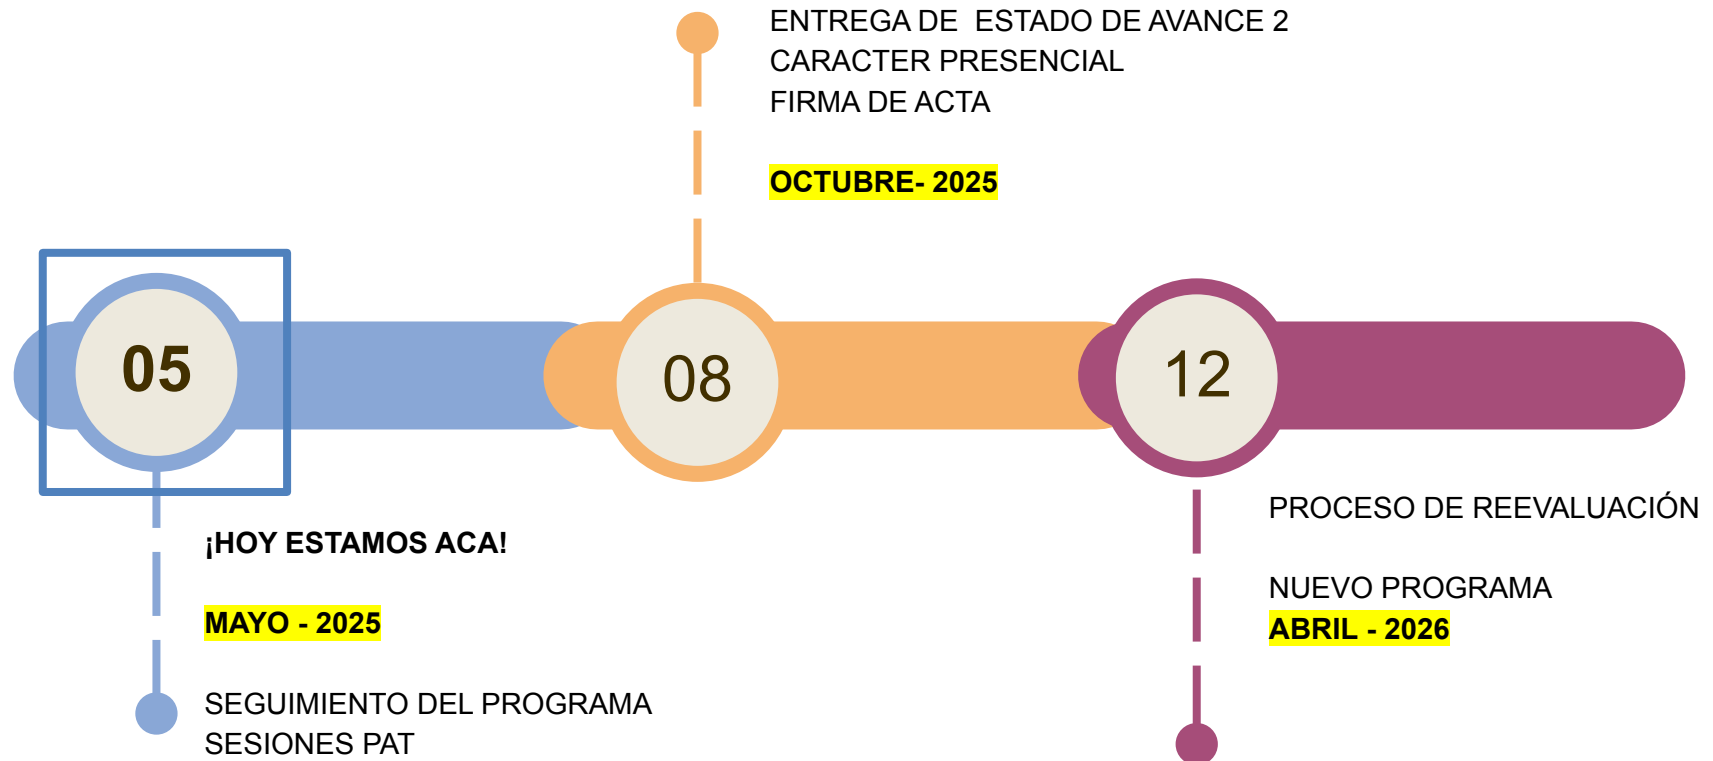 ENTREGA DE  ESTADO DE AVANCE 2
CARACTER PRESENCIAL
FIRMA DE ACTA
OCTUBRE- 2025
05
08
12
¡HOY ESTAMOS ACA!
MAYO - 2025
SEGUIMIENTO DEL PROGRAMA
SESIONES PAT
PROCESO DE REEVALUACIÓN
NUEVO PROGRAMA
ABRIL - 2026